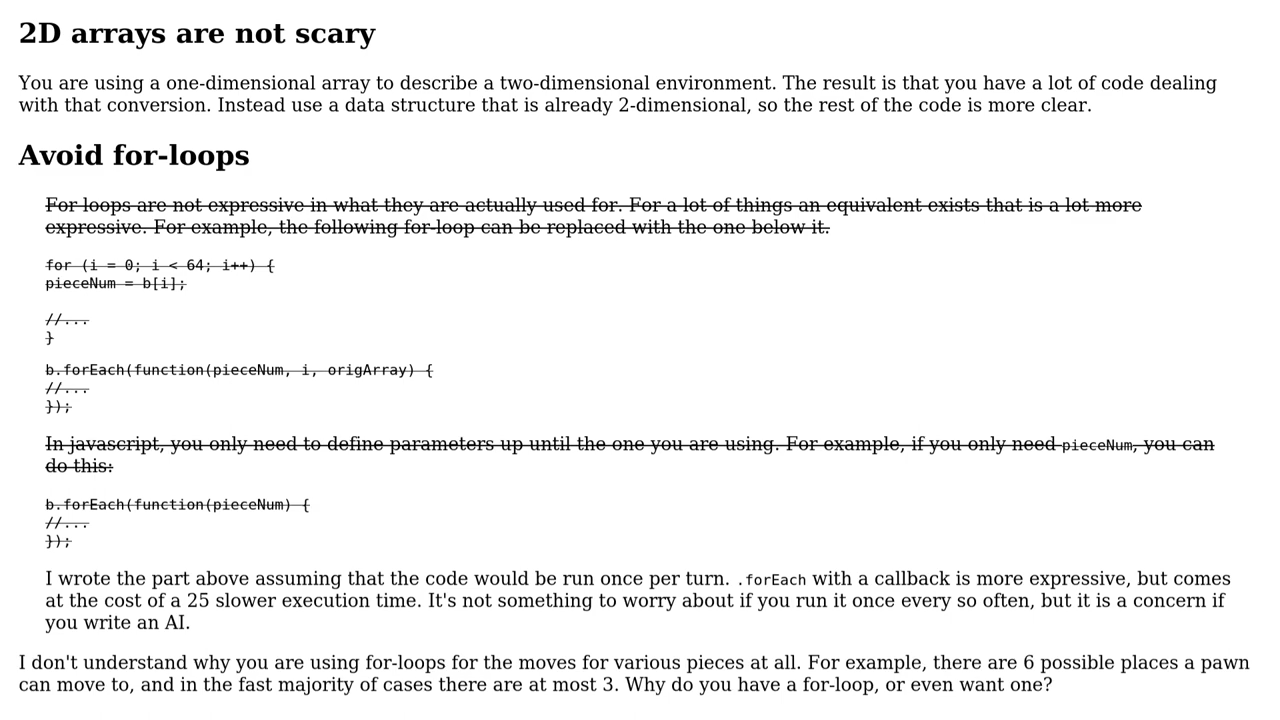 2D arrays are not scary
You are using a one-dimensional array to describe a two-dimensional environment. The result is that you have a lot of code dealing
with that conversion. Instead use a data structure that is already 2-dimensional, so the rest of the code is more clear.
Avoid for-loops
For loops are not expressive in what they are actually used for. For a lot of things an equivalent exists that is a lot more
expressive. For example, the following for-loop can be replaced with the one below it.
for (i = 0; i < 64; i++) {
pieceNum = b[i];
//...
}
b.forEach(function(pieceNum, i, origArray) {
//...
});
In javascript, you only need to define parameters up until the one you are using. For example, if you only need pieceNum, you can
do this:
b.forEach(function(pieceNum) {
//...
});
I wrote the part above assuming that the code would be run once per turn. .forEach with a callback is more expressive, but comes
at the cost of a 25 slower execution time. It's not something to worry about if you run it once every so often, but it is a concern if
you write an AI.
I don't understand why you are using for-loops for the moves for various pieces at all. For example, there are 6 possible places a pawn
can move to, and in the fast majority of cases there are at most 3. Why do you have a for-loop, or even want one?